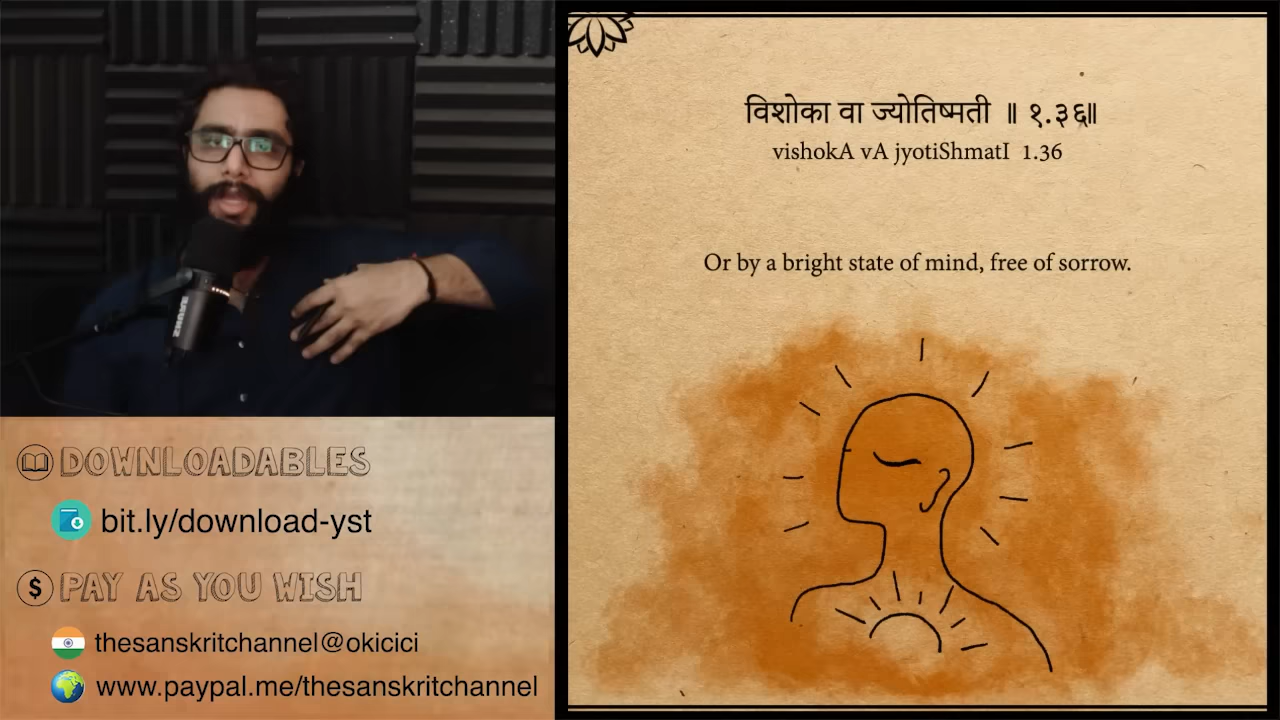 विशोका वा ज्योतिष्मती ॥ १.३६॥
vishokA vA jyotiShmatI 1.36
Or by a bright state of mind, free of sorrow.
DOWNLOADABLES
bit.ly/download-yst
$ PAY AS YOU WISH
thesanskritchannel@okicici
www.paypal.me/thesanskritchannel